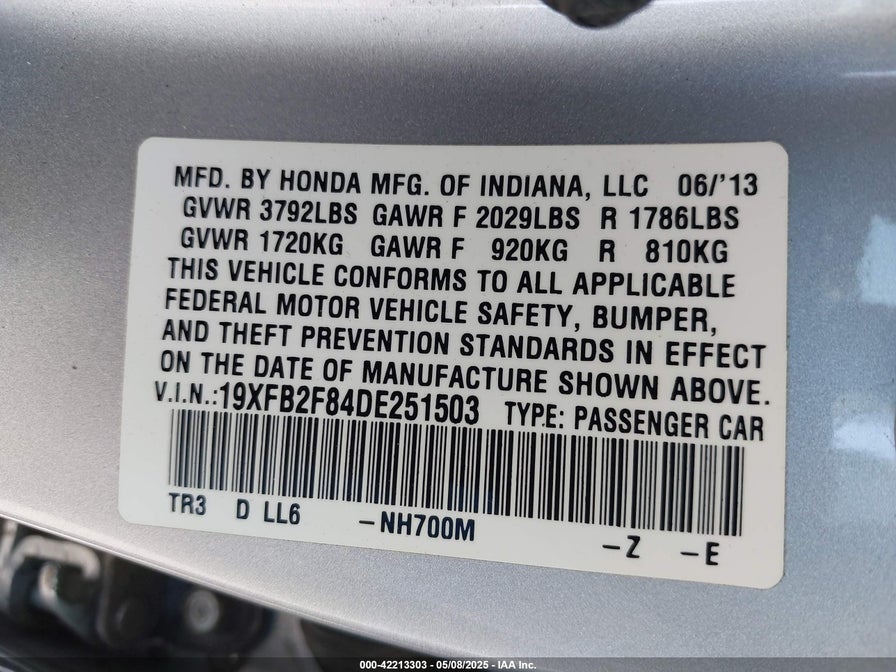 MFD. BY HONDA MFG. OF INDIANA, LLC 06/'13
GVWR 3792LBS GAWR F 2029LBS R 1786LBS
GVWR 1720KG GAWR F 920KG R 810KG
THIS VEHICLE CONFORMS TO ALL APPLICABLE
FEDERAL MOTOR VEHICLE SAFETY, BUMPER,
AND THEFT PREVENTION STANDARDS IN EFFECT
ON THE DATE OF MANUFACTURE SHOWN ABOVE.
V.I.N.:19XFB2F84DE251503 TYPE: PASSENGER CAR
TR3 D LL6 -NH700M -Z -E
000-42213303 - 05/08/2025 - IAA Inc.